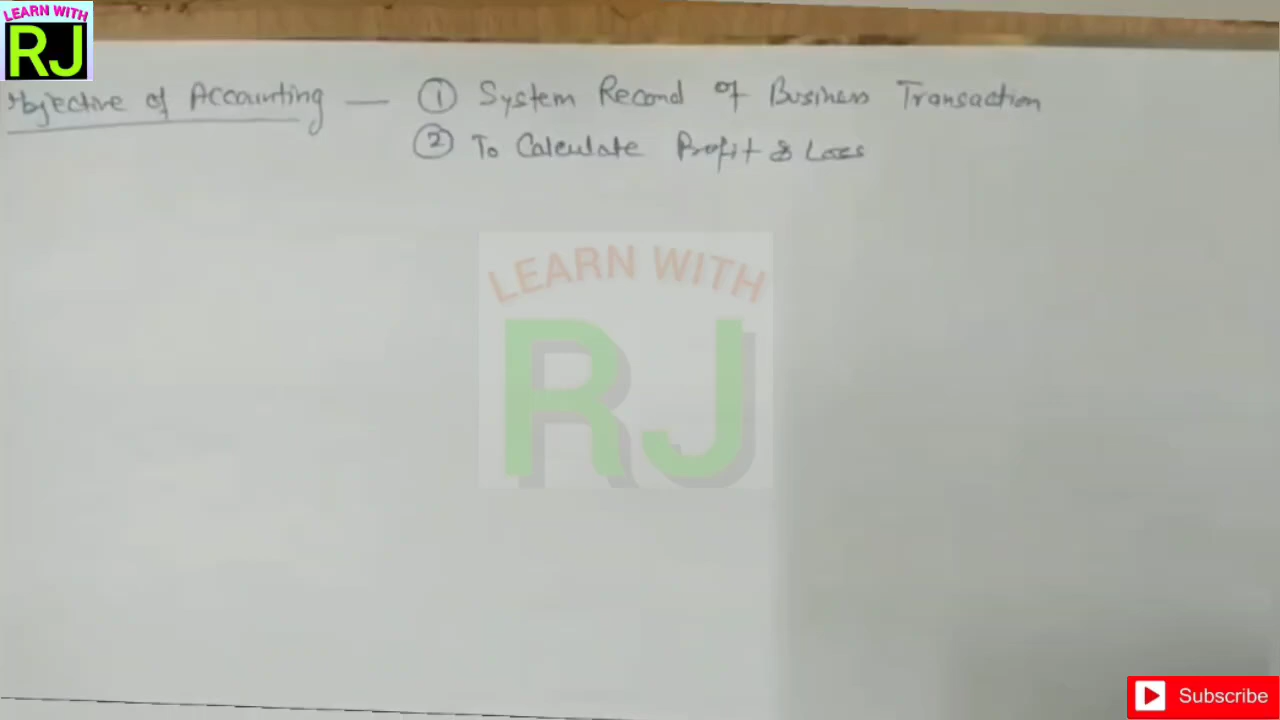 LEARN WITH
RJ
Objective of Accounting — ① System Record of Business Transaction
② To Calculate Profit & Loss
LEARN WITH
RJ
Subscribe